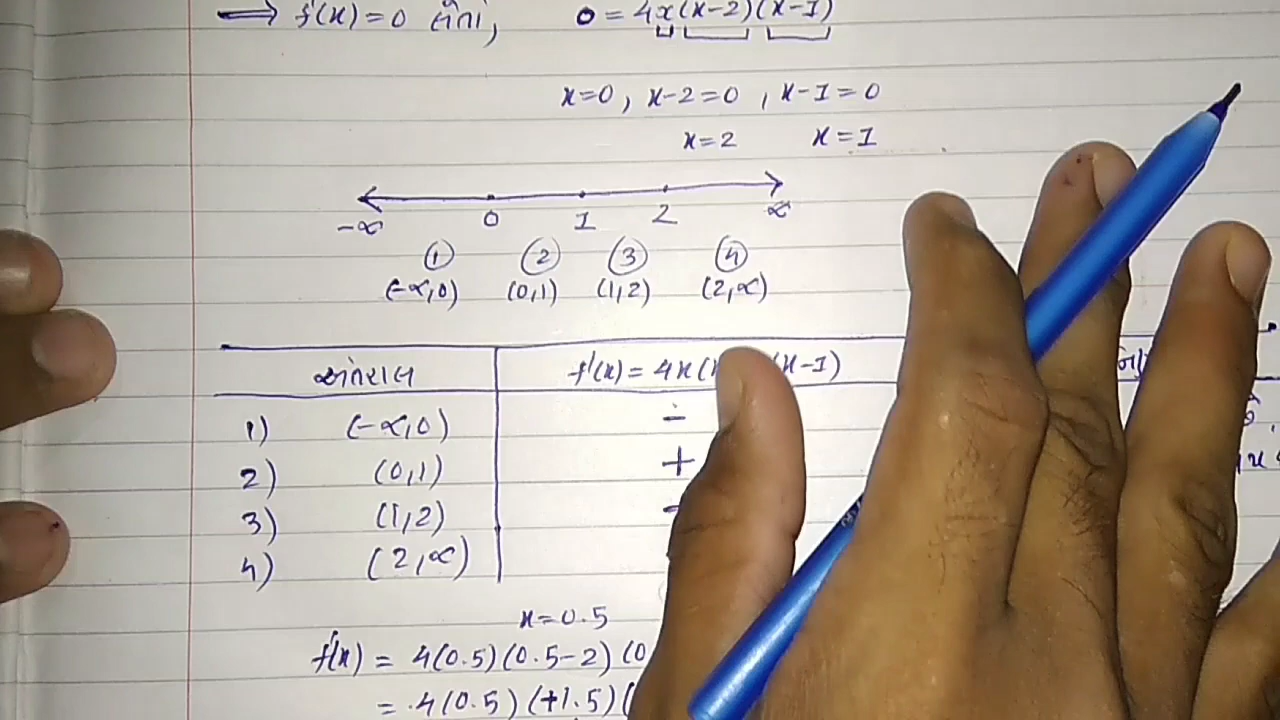 ⟹ f'(x)=0 લેતાં, 0 = 4x(x-2)(x-1)
x=0, x-2=0, x-1=0
x=2 x=1
-∞ 0 1 2 ∞
① ② ③ ④
(-∞,0) (0,1) (1,2) (2,∞)
અંતરાલ f'(x) = 4x( (x-1)
1) (-∞,0) -
2) (0,1) +
3) (1,2) -
4) (2,∞)
x=0.5
f'(x) = 4(0.5)(0.5-2)(0
= 4(0.5)(+1.5)(